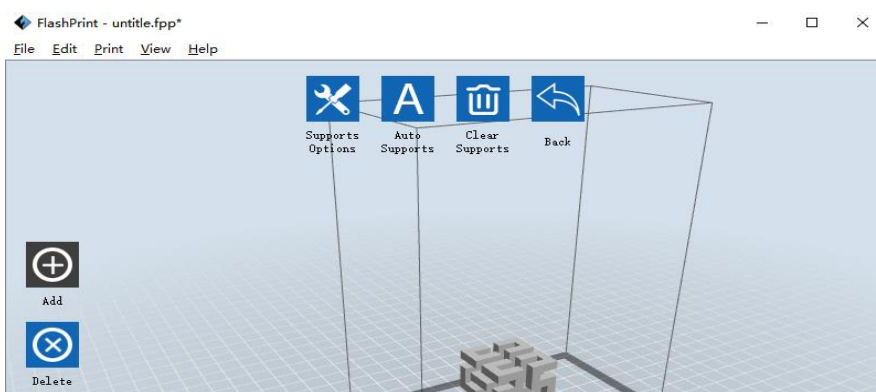 FlashPrint - untitle.fpp*
File Edit Print View Help
A
Supports Options
Auto Supports
Clear Supports
Back
Add
Delete